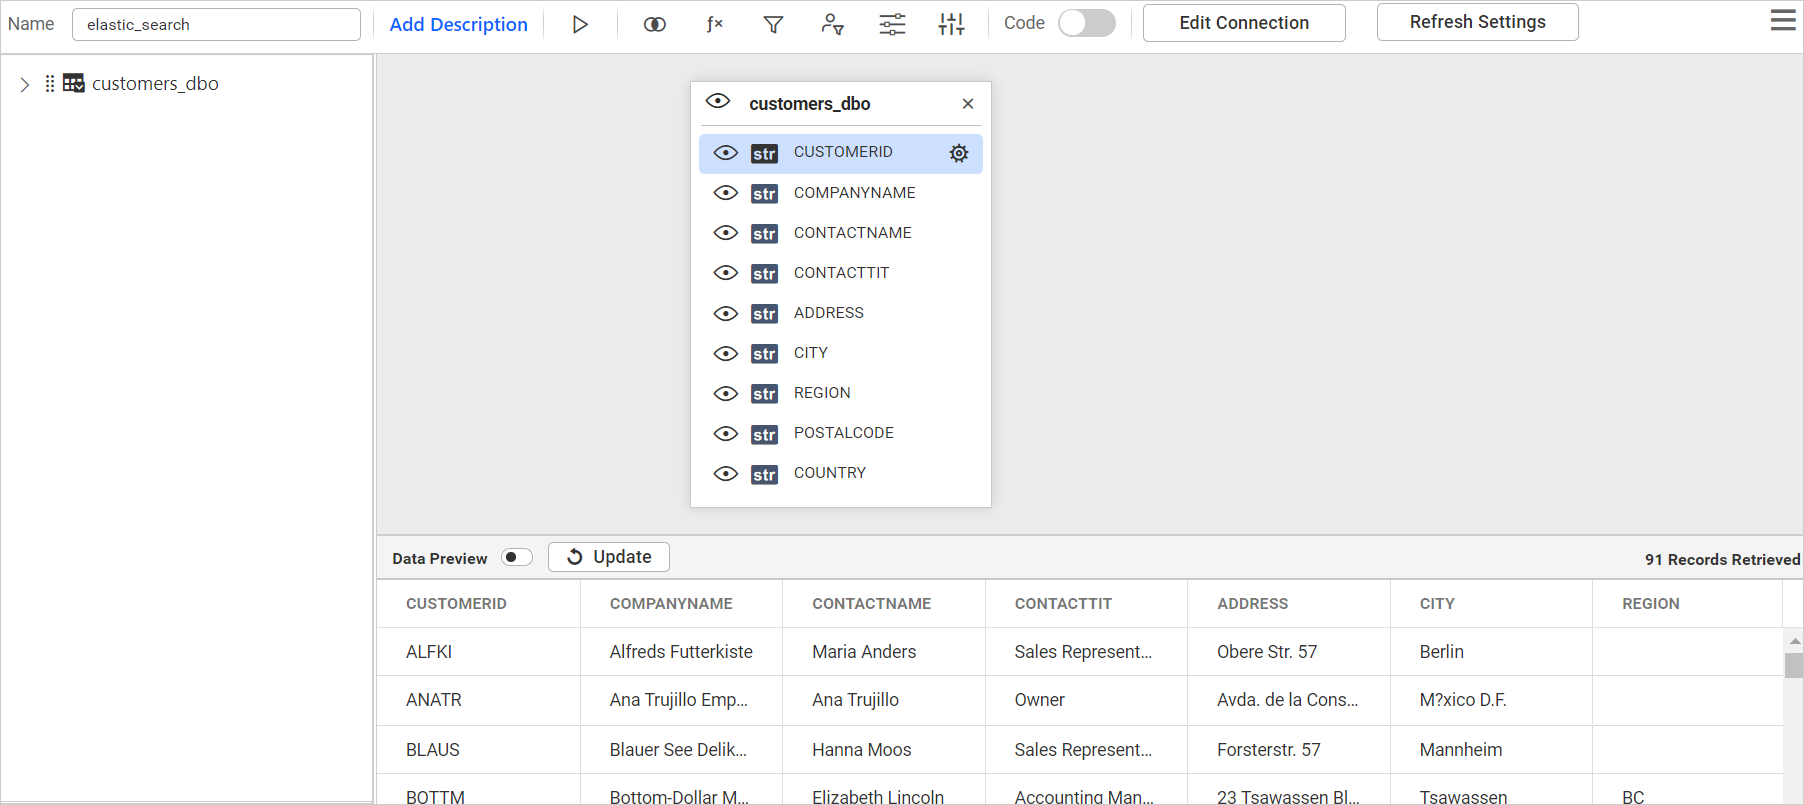 Name elastic_search Add Description ƒx Code Edit Connection Refresh Settings
customers_dbo
customers_dbo ×
str CUSTOMERID
str COMPANYNAME
str CONTACTNAME
str CONTACTTIT
str ADDRESS
str CITY
str REGION
str POSTALCODE
str COUNTRY
Data Preview Update 91 Records Retrieved
CUSTOMERID COMPANYNAME CONTACTNAME CONTACTTIT ADDRESS CITY REGION
ALFKI Alfreds Futterkiste Maria Anders Sales Represent... Obere Str. 57 Berlin
ANATR Ana Trujillo Emp... Ana Trujillo Owner Avda. de la Cons... M?xico D.F.
BLAUS Blauer See Delik... Hanna Moos Sales Represent... Forsterstr. 57 Mannheim
BOTTM Bottom-Dollar M... Elizabeth Lincoln Accounting Man... 23 Tsawassen Bl... Tsawassen BC